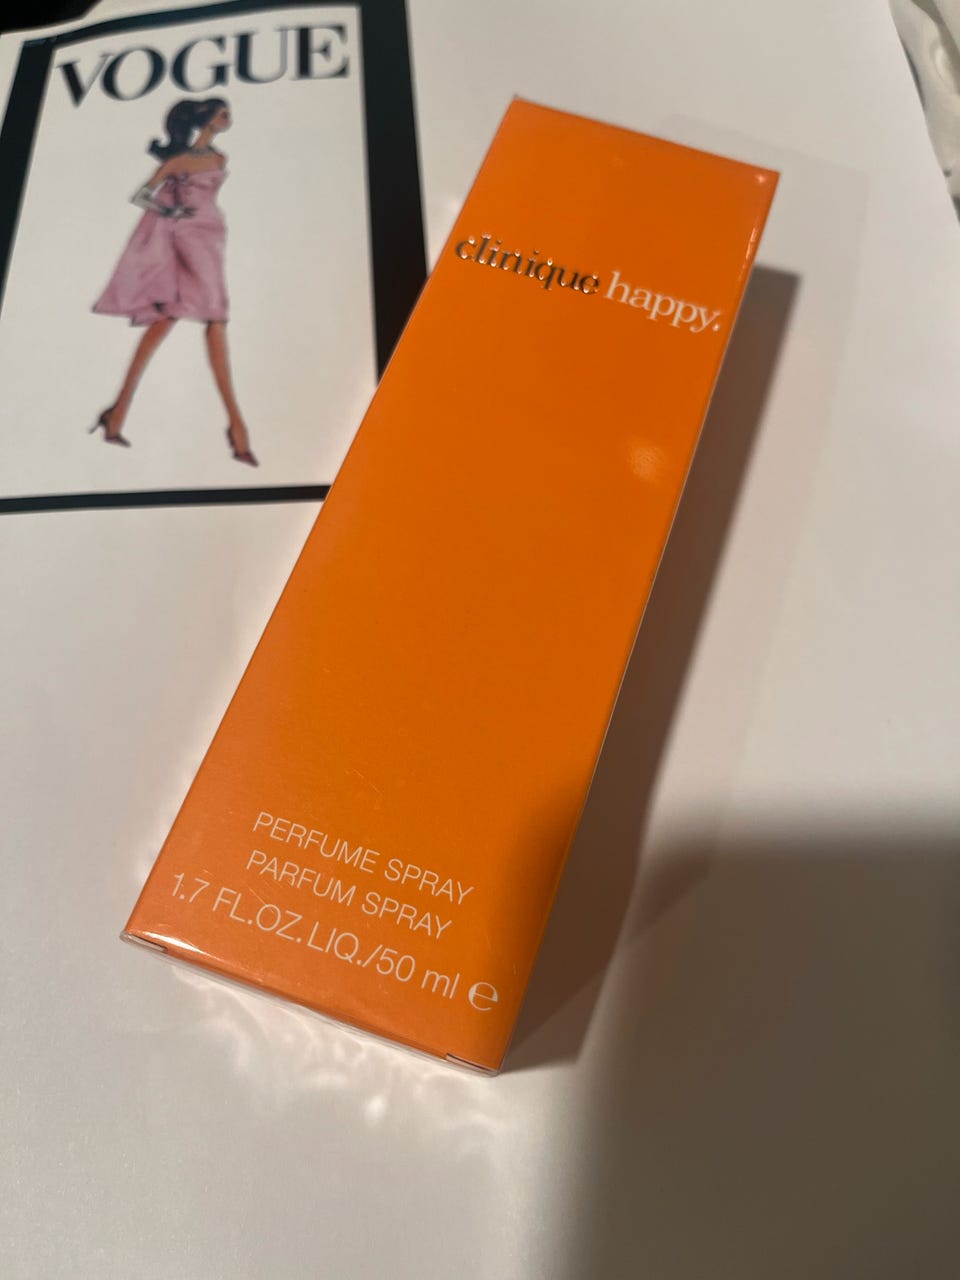 VOGUE
clinique happy.
PERFUME SPRAY
PARFUM SPRAY
1.7 FL.OZ.LIQ./50 ml ℮